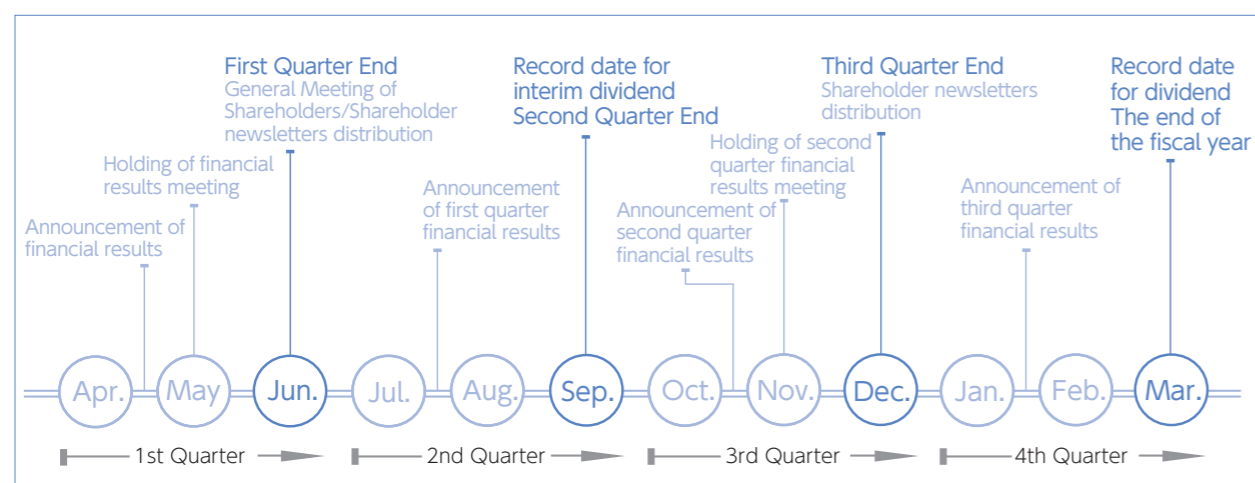 First Quarter End
General Meeting of
Shareholders/Shareholder
newsletters distribution
Record date for
interim dividend
Second Quarter End
Third Quarter End
Shareholder newsletters
distribution
Record date
for dividend
The end of
the fiscal year
Holding of financial
results meeting
Announcement of
financial results
Announcement
of first quarter
financial results
Holding of second
quarter financial
results meeting
Announcement of
second quarter
financial results
Announcement of
third quarter
financial results
Apr. May Jun. Jul. Aug. Sep. Oct. Nov. Dec. Jan. Feb. Mar.
1st Quarter 2nd Quarter 3rd Quarter 4th Quarter